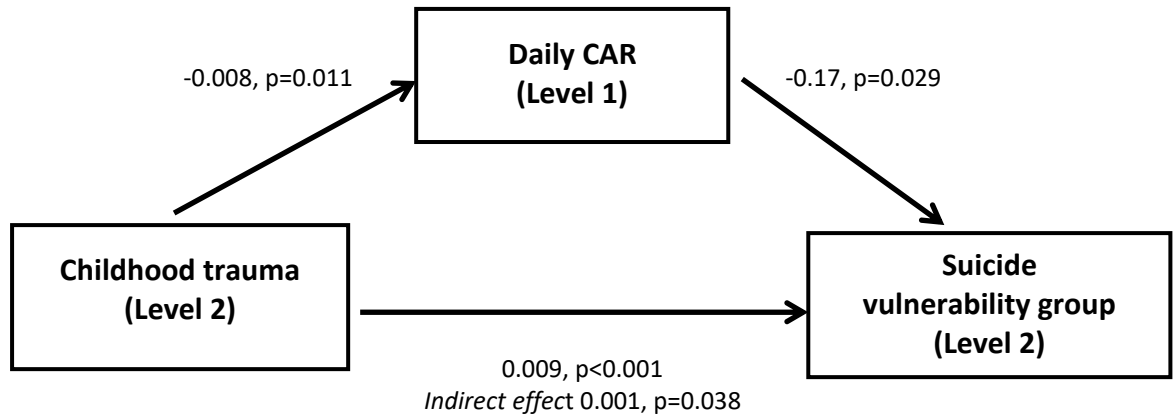 Daily CAR
(Level 1)
-0.008, p=0.011
-0.17, p=0.029
Childhood trauma
(Level 2)
Suicide
vulnerability group
(Level 2)
0.009, p<0.001
Indirect effect 0.001, p=0.038